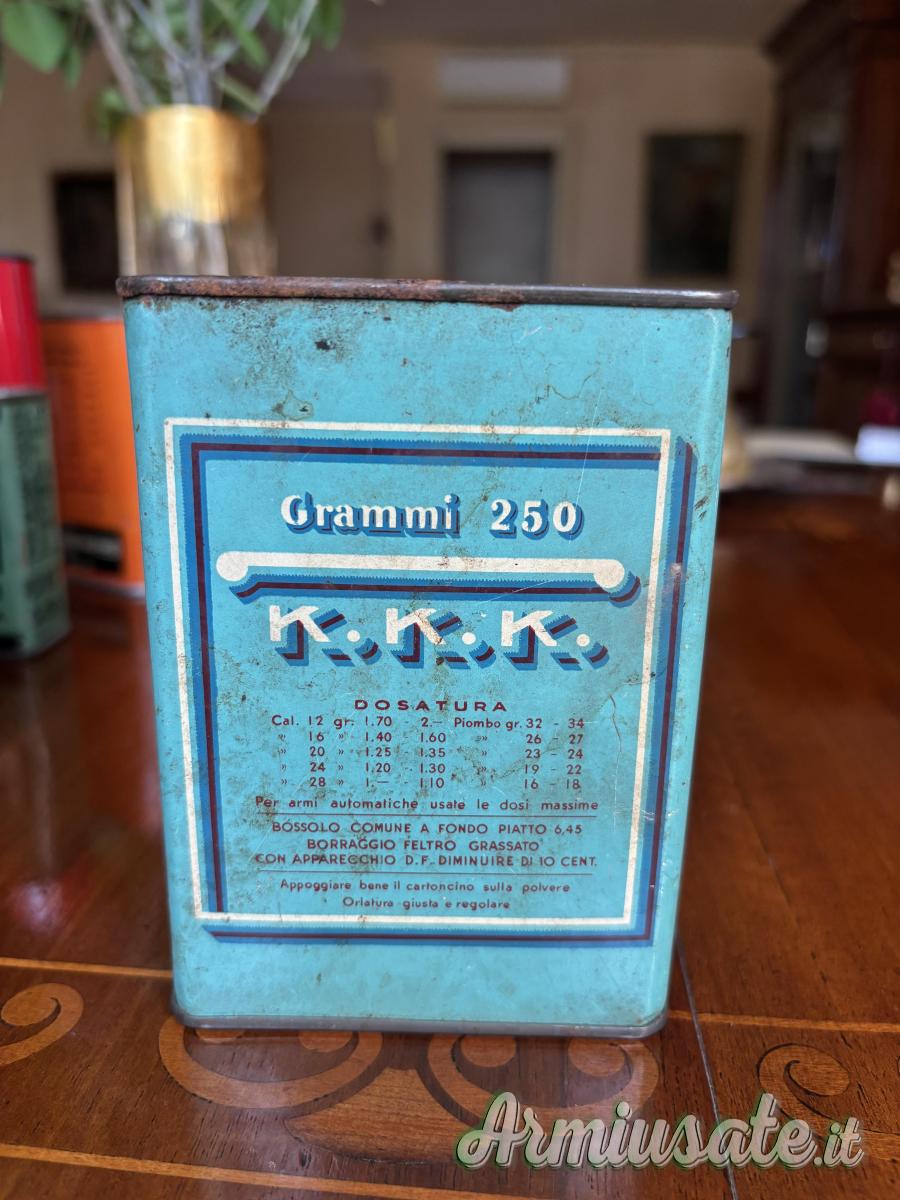 Grammi 250
K. K. K.
DOSATURA
Cal. 12 gr. 1.70 - 2.— Piombo gr. 32 - 34
» 16 » 1.40 - 1.60 » 26 - 27
» 20 » 1.25 - 1.35 » 23 - 24
» 24 » 1.20 - 1.30 » 19 - 22
» 28 » 1.— - 1.10 » 16 - 18
Per armi automatiche usate le dosi massime
BOSSOLO COMUNE A FONDO PIATTO 6,45
BORRAGGIO FELTRO GRASSATO
CON APPARECCHIO D.F. DIMINUIRE DI 10 CENT.
Appoggiare bene il cartoncino sulla polvere
Orlatura giusta e regolare
Armiusate.it